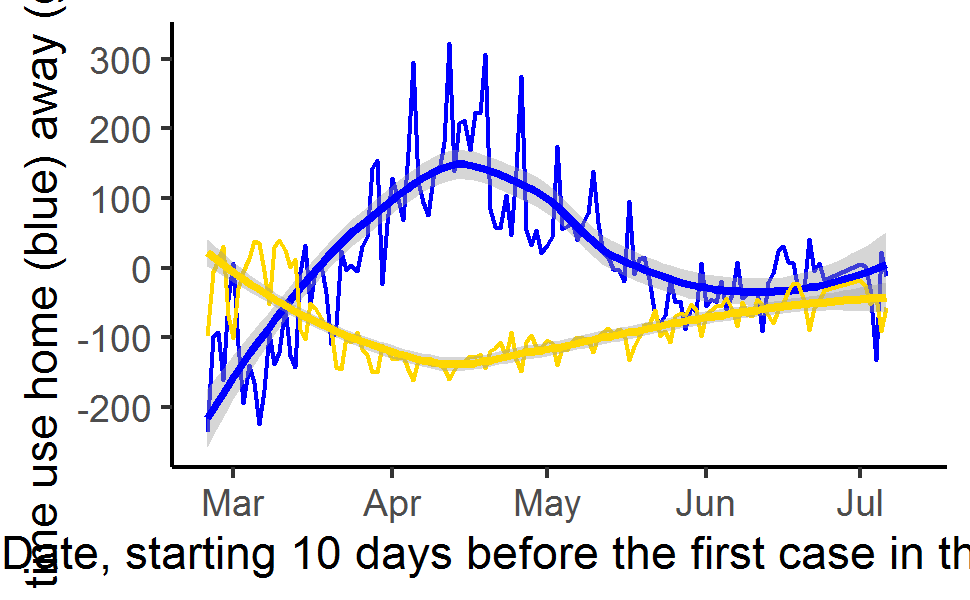 time use home (blue) away (
300
200
100
0
-100
-200
Mar Apr May Jun Jul
Date, starting 10 days before the first case in th